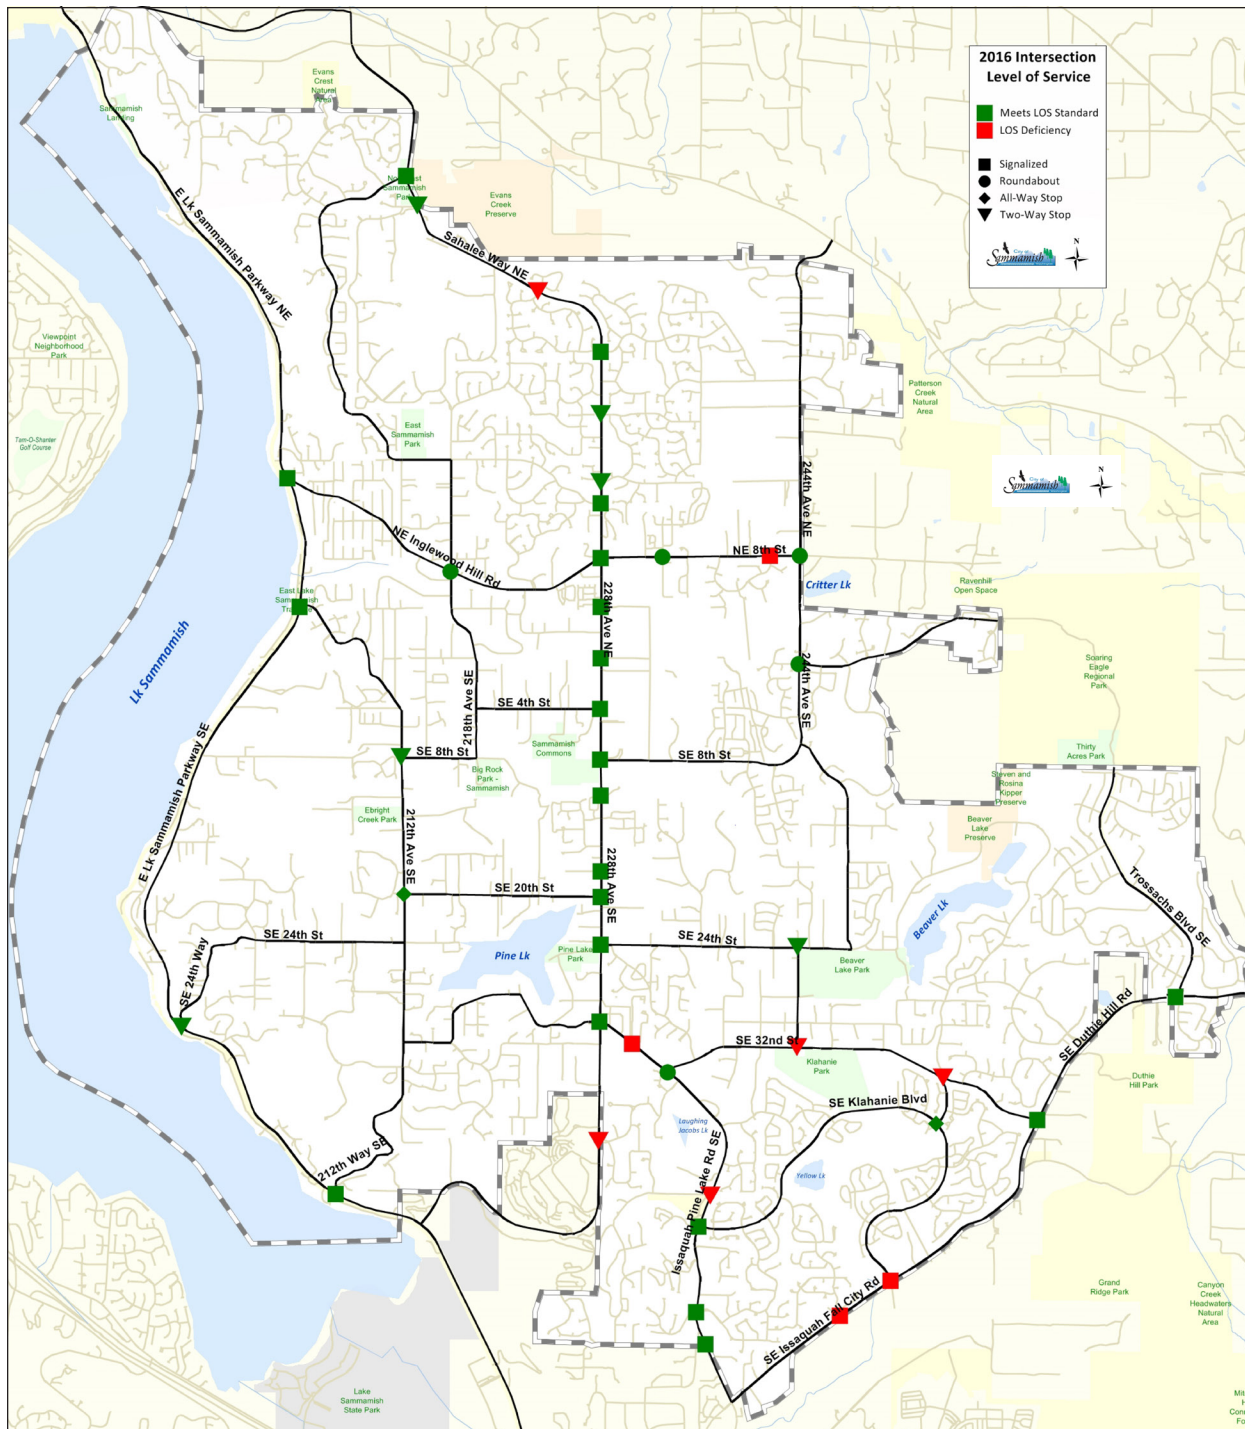 2016 Intersection
Level of Service
Meets LOS Standard
LOS Deficiency
Signalized
Roundabout
All-Way Stop
Two-Way Stop
City of
Sammamish
N
Evans
Crest
Natural
Area
Sammamish
Landing
Northeast
Sammamish
Park
Evans
Creek
Preserve
E Lk Sammamish Parkway NE
Sahalee Way NE
Viewpoint
Neighborhood
Park
Patterson
Creek
Natural
Area
Tam-O-Shanter
Golf Course
East
Sammamish
Park
244th Ave NE
Sammamish
N
NE Inglewood Hill Rd
NE 8th St
Critter Lk
Ravenhill
Open Space
East Lake
228th Ave NE
Lk Sammamish
Soaring
Eagle
Regional
Park
218th Ave SE
244th Ave SE
SE 4th St
Sammamish
Commons
SE 8th St
SE 8th St
Thirty
Acres Park
Big Rock
Park -
Sammamish
Steven and
Rosina
Kipper
Preserve
Ebright
Creek Park
212th Ave SE
E Lk Sammamish Parkway SE
Beaver
Lake
Preserve
228th Ave SE
SE 20th St
Trossachs Blvd SE
Beaver Lk
SE 24th St
SE 24th St
Pine Lk
Pine Lake
Park
Beaver
Lake Park
SE 24th Way
SE Duthie Hill Rd
SE 32nd St
Klahanie
Park
Duthie
Hill Park
SE Klahanie Blvd
Laughing
Jacobs Lk
212th Way SE
Issaquah Pine Lake Rd SE
Yellow Lk
SE Issaquah Fall City Rd
Grand
Ridge Park
Canyon
Creek
Headwaters
Natural
Area
Lake
Sammamish
State Park